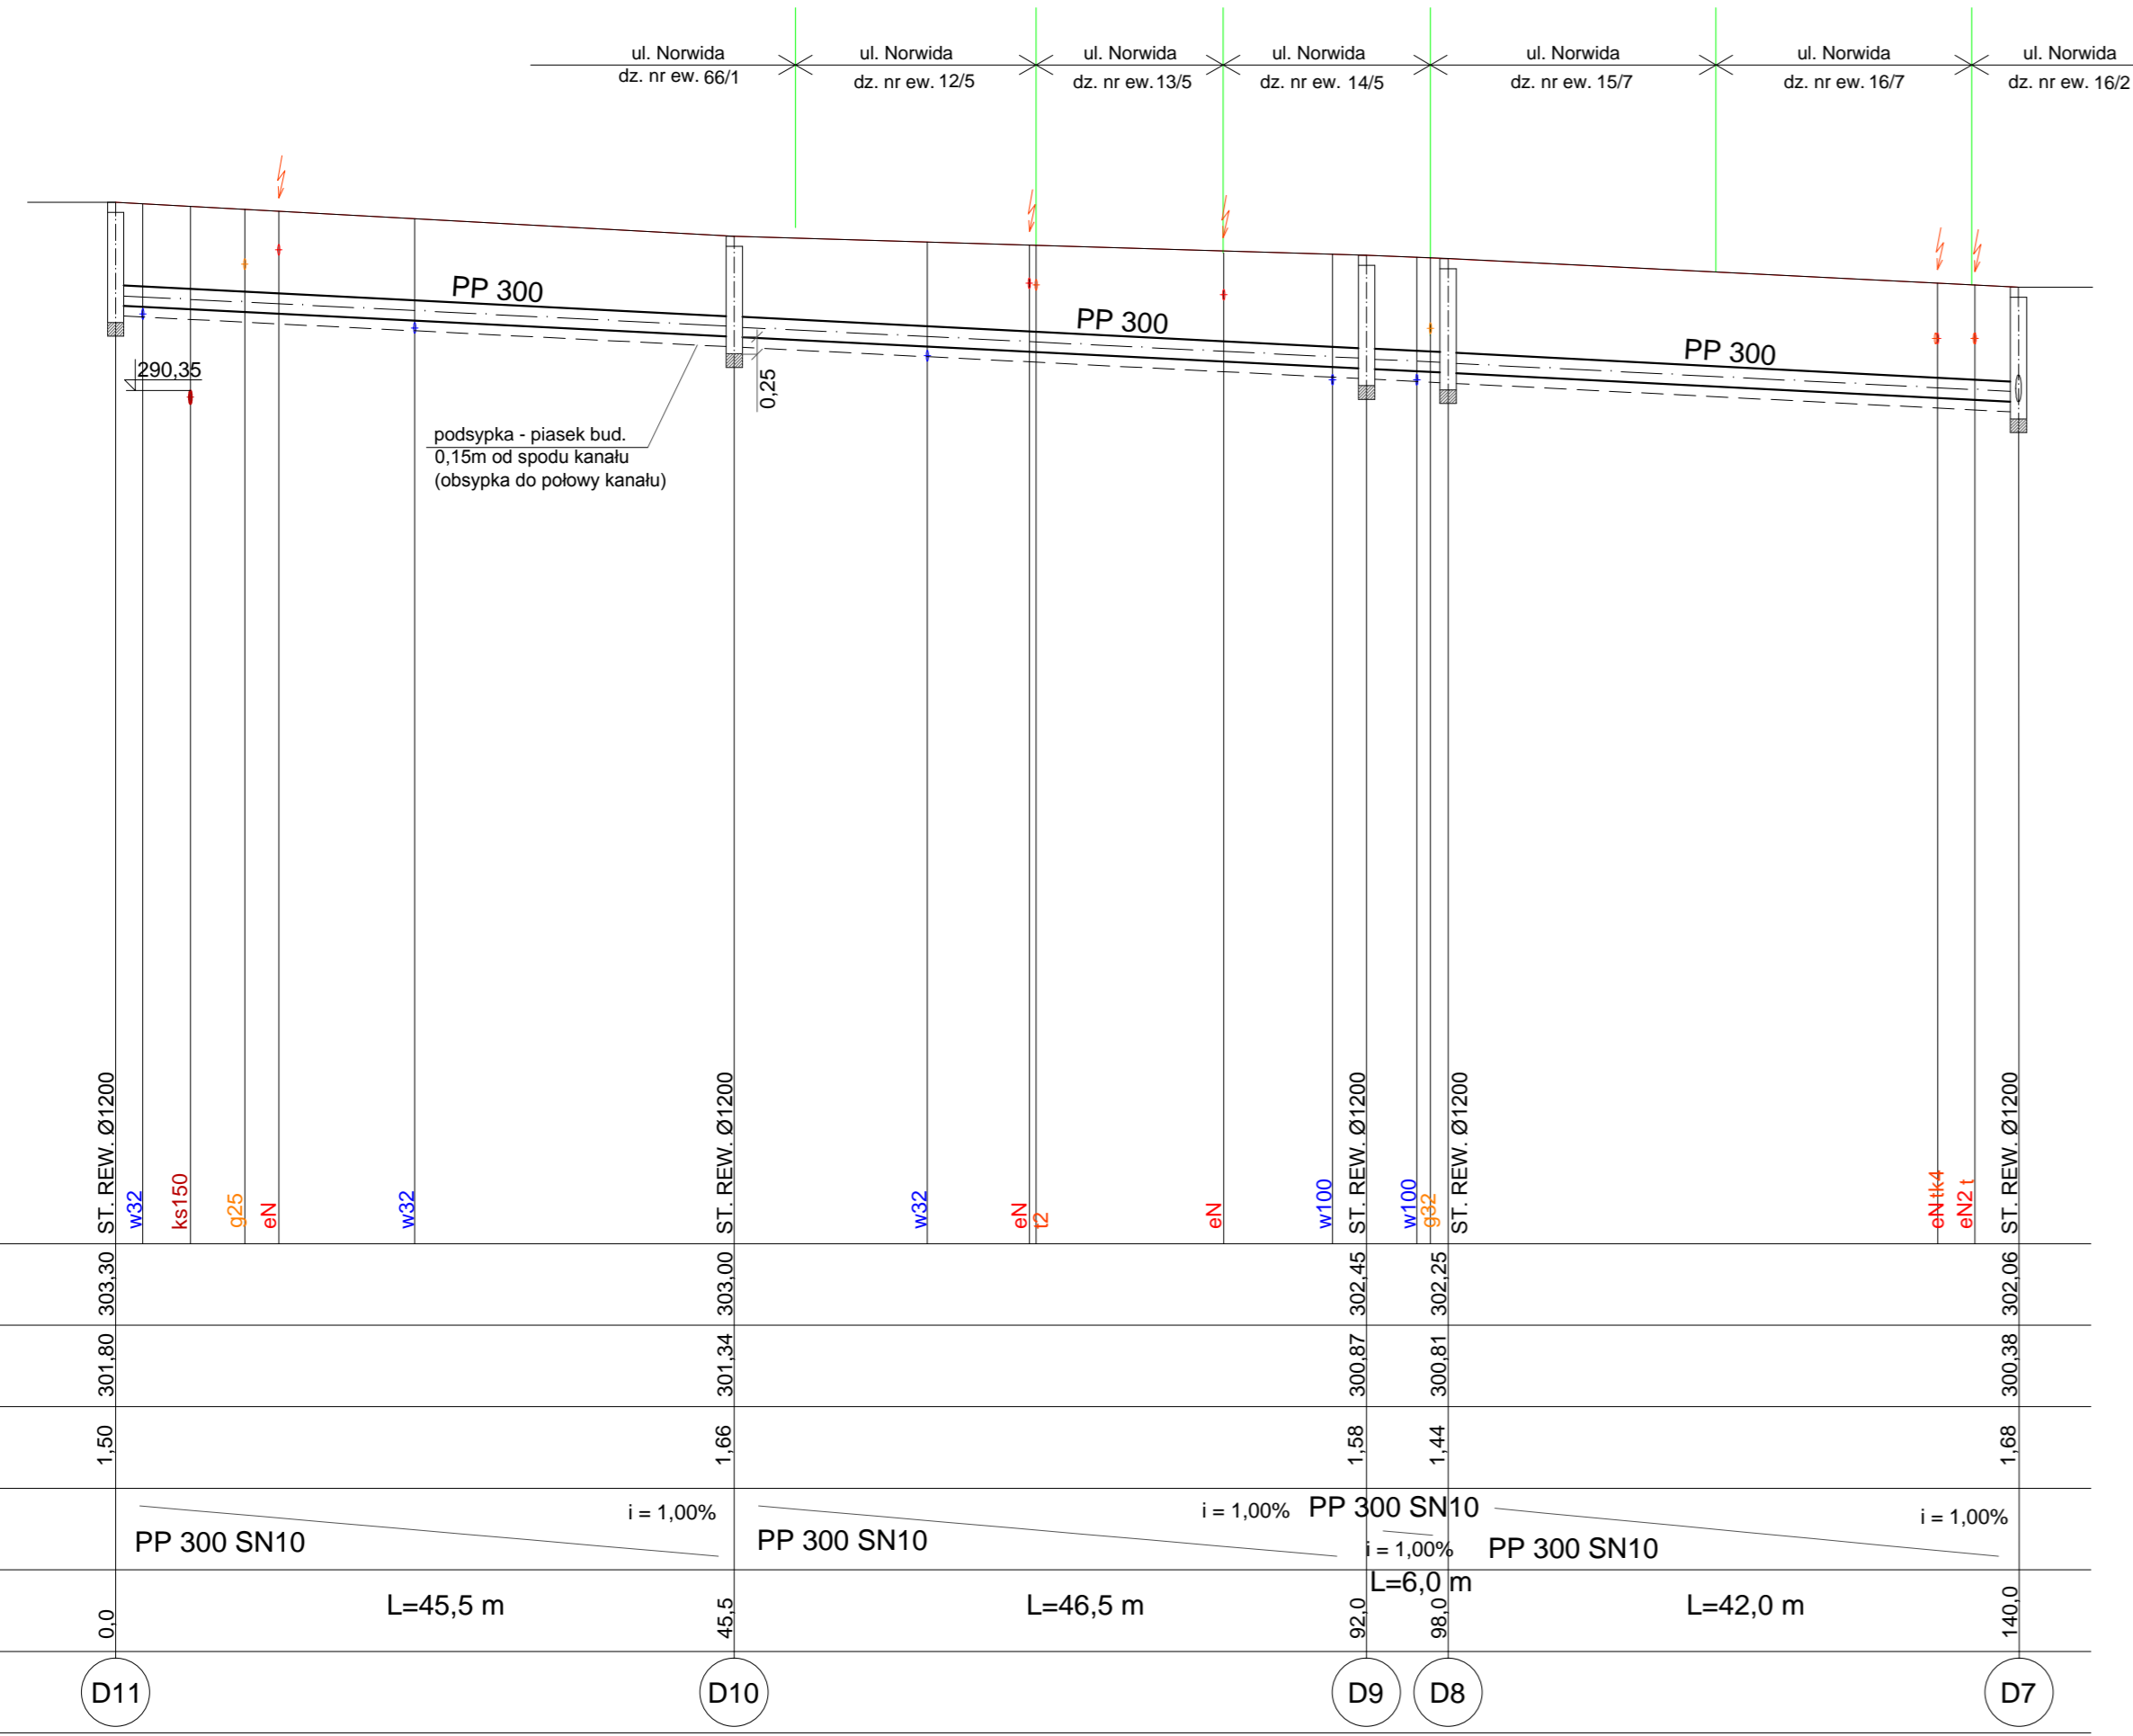 ul. Norwida
dz. nr ew. 66/1
ul. Norwida
dz. nr ew. 12/5
ul. Norwida
dz. nr ew. 13/5
ul. Norwida
dz. nr ew. 14/5
ul. Norwida
dz. nr ew. 15/7
ul. Norwida
dz. nr ew. 16/7
ul. Norwida
dz. nr ew. 16/2
PP 300
PP 300
PP 300
290,35
0,25
podsypka - piasek bud.
0,15m od spodu kanału
(obsypka do połowy kanału)
ST. REW. Ø1200
w32
ks150
g25
eN
w32
ST. REW. Ø1200
w32
eN
t2
eN
w100
ST. REW. Ø1200
w100
g32
ST. REW. Ø1200
eN tk4
eN2 t
ST. REW. Ø1200
303,30
303,00
302,45
302,25
302,06
301,80
301,34
300,87
300,81
300,38
1,50
1,66
1,58
1,44
1,68
i = 1,00%
PP 300 SN10
i = 1,00%
PP 300 SN10
PP 300 SN10
i = 1,00%
i = 1,00%
PP 300 SN10
L=45,5 m
L=46,5 m
L=6,0 m
L=42,0 m
0,0
45,5
92,0
98,0
140,0
D11
D10
D9
D8
D7